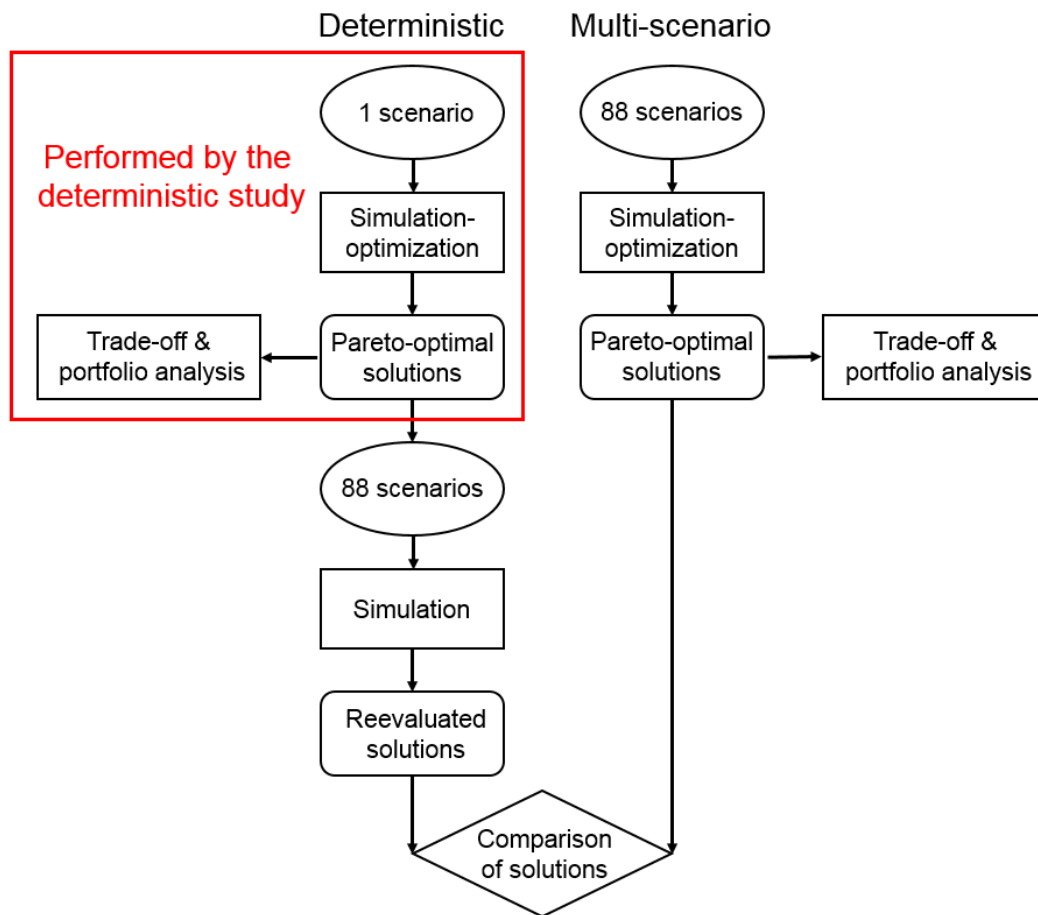 Deterministic
Multi-scenario
1 scenario
88 scenarios
Performed by the
deterministic study
Simulation-
optimization
Simulation-
optimization
Trade-off &
portfolio analysis
Pareto-optimal
solutions
Pareto-optimal
solutions
Trade-off &
portfolio analysis
88 scenarios
Simulation
Reevaluated
solutions
Comparison
of solutions